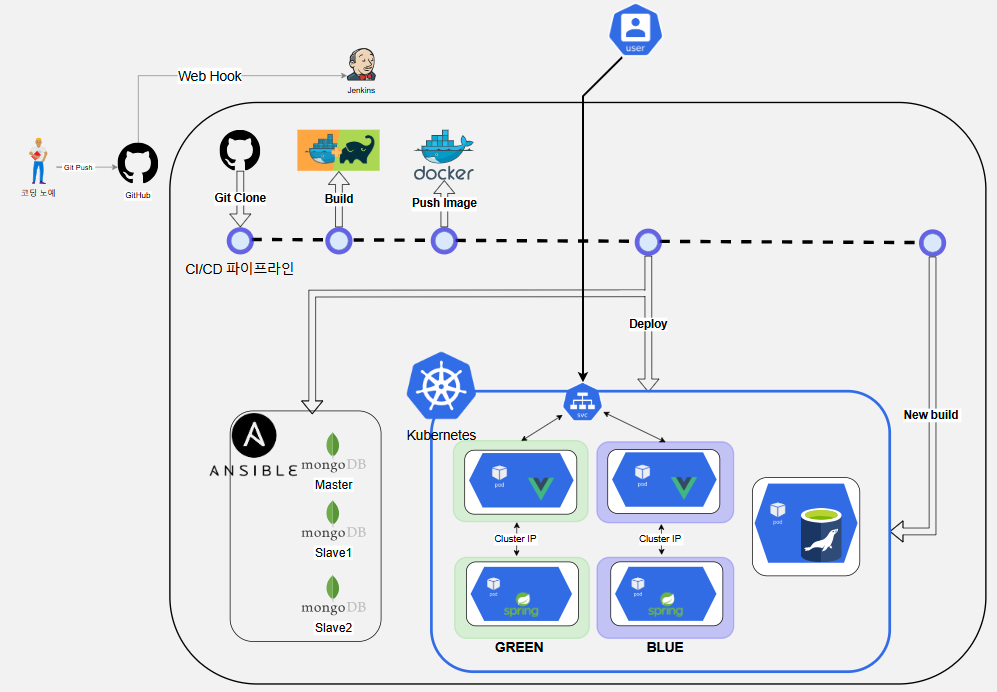 user
Web Hook
Jenkins
Git Push
코딩 노예
GitHub
Git Clone
Build
docker
Push Image
CI/CD 파이프라인
Deploy
New build
Kubernetes
svc
ANSIBLE
mongoDB
Master
mongoDB
Slave1
mongoDB
Slave2
pod
pod
pod
Cluster IP
Cluster IP
pod
spring
pod
spring
GREEN
BLUE